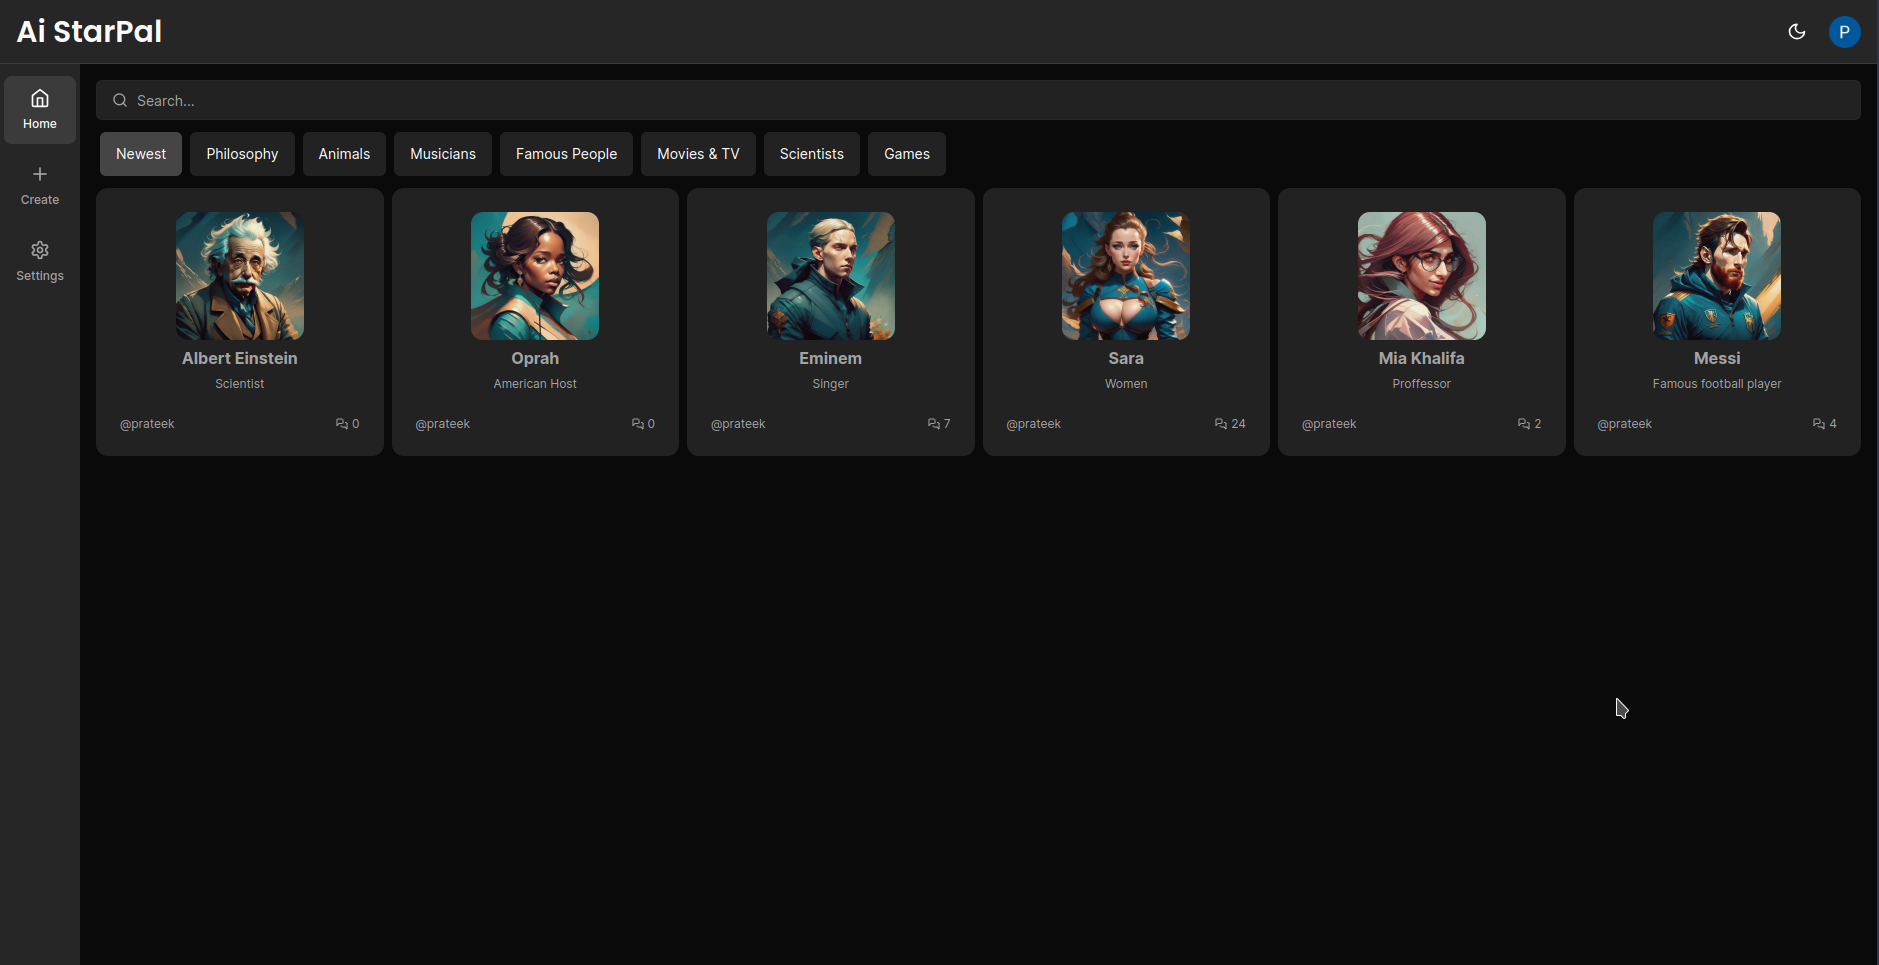 Ai StarPal
P
Home
Create
Settings
Search...
Newest
Philosophy
Animals
Musicians
Famous People
Movies & TV
Scientists
Games
Albert Einstein
Scientist
@prateek
0
Oprah
American Host
@prateek
0
Eminem
Singer
@prateek
7
Sara
Women
@prateek
24
Mia Khalifa
Proffessor
@prateek
2
Messi
Famous football player
@prateek
4